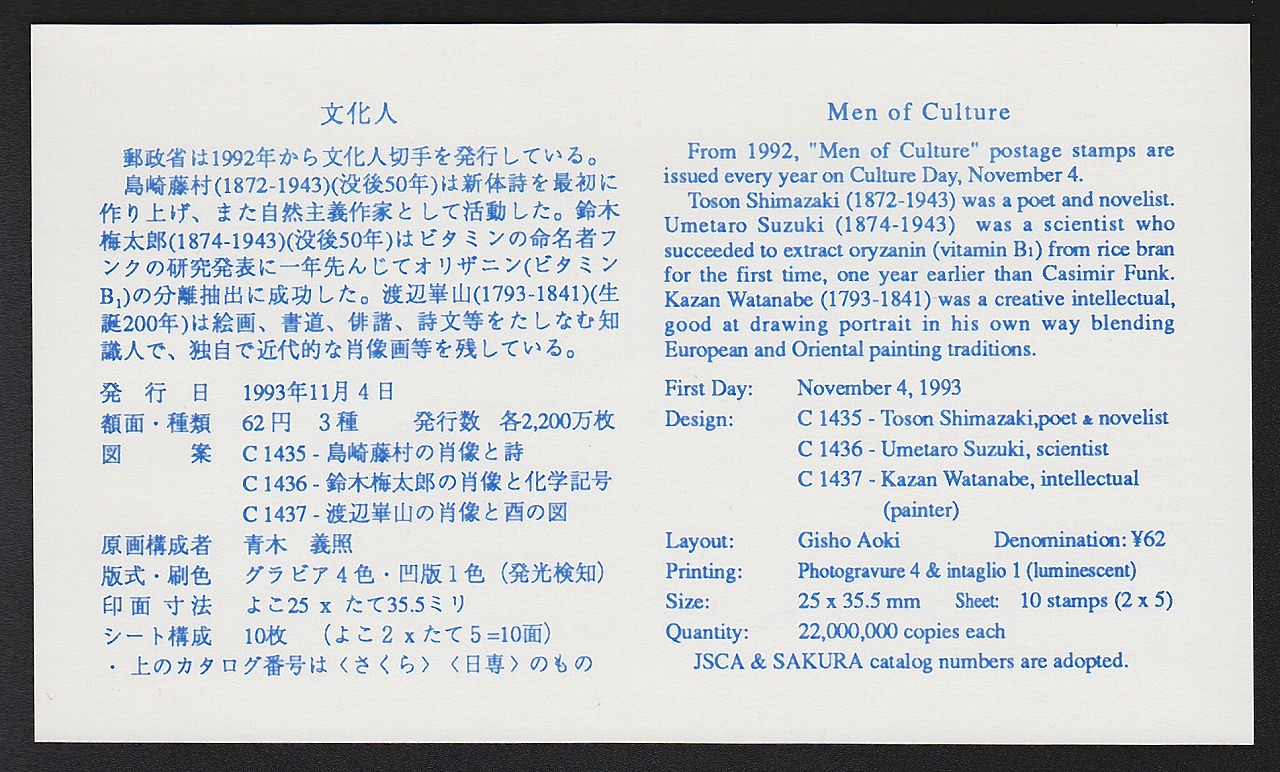 文化人
郵政省は1992年から文化人切手を発行している。
島崎藤村(1872-1943)(没後50年)は新体詩を最初に
作り上げ、また自然主義作家として活動した。鈴木
梅太郎(1874-1943)(没後50年)はビタミンの命名者フ
ンクの研究発表に一年先んじてオリザニン(ビタミン
B₁)の分離抽出に成功した。渡辺崋山(1793-1841)(生
誕200年)は絵画、書道、俳諧、詩文等をたしなむ知
識人で、独自で近代的な肖像画等を残している。
発 行 日 1993年11月4日
額面・種類 62円 3種 発行数 各2,200万枚
図 案 C 1435 - 島崎藤村の肖像と詩
C 1436 - 鈴木梅太郎の肖像と化学記号
C 1437 - 渡辺崋山の肖像と酉の図
原画構成者 青木 義照
版式・刷色 グラビア4色・凹版1色(発光検知)
印面寸法 よこ25 x たて35.5ミリ
シート構成 10枚 (よこ2 x たて5=10面)
・上のカタログ番号は〈さくら〉〈日専〉のもの
Men of Culture
From 1992, "Men of Culture" postage stamps are
issued every year on Culture Day, November 4.
Toson Shimazaki (1872-1943) was a poet and novelist.
Umetaro Suzuki (1874-1943) was a scientist who
succeeded to extract oryzanin (vitamin B₁) from rice bran
for the first time, one year earlier than Casimir Funk.
Kazan Watanabe (1793-1841) was a creative intellectual,
good at drawing portrait in his own way blending
European and Oriental painting traditions.
First Day: November 4, 1993
Design: C 1435 - Toson Shimazaki,poet & novelist
C 1436 - Umetaro Suzuki, scientist
C 1437 - Kazan Watanabe, intellectual
(painter)
Layout: Gisho Aoki Denomination: ¥62
Printing: Photogravure 4 & intaglio 1 (luminescent)
Size: 25 x 35.5 mm Sheet: 10 stamps (2 x 5)
Quantity: 22,000,000 copies each
JSCA & SAKURA catalog numbers are adopted.